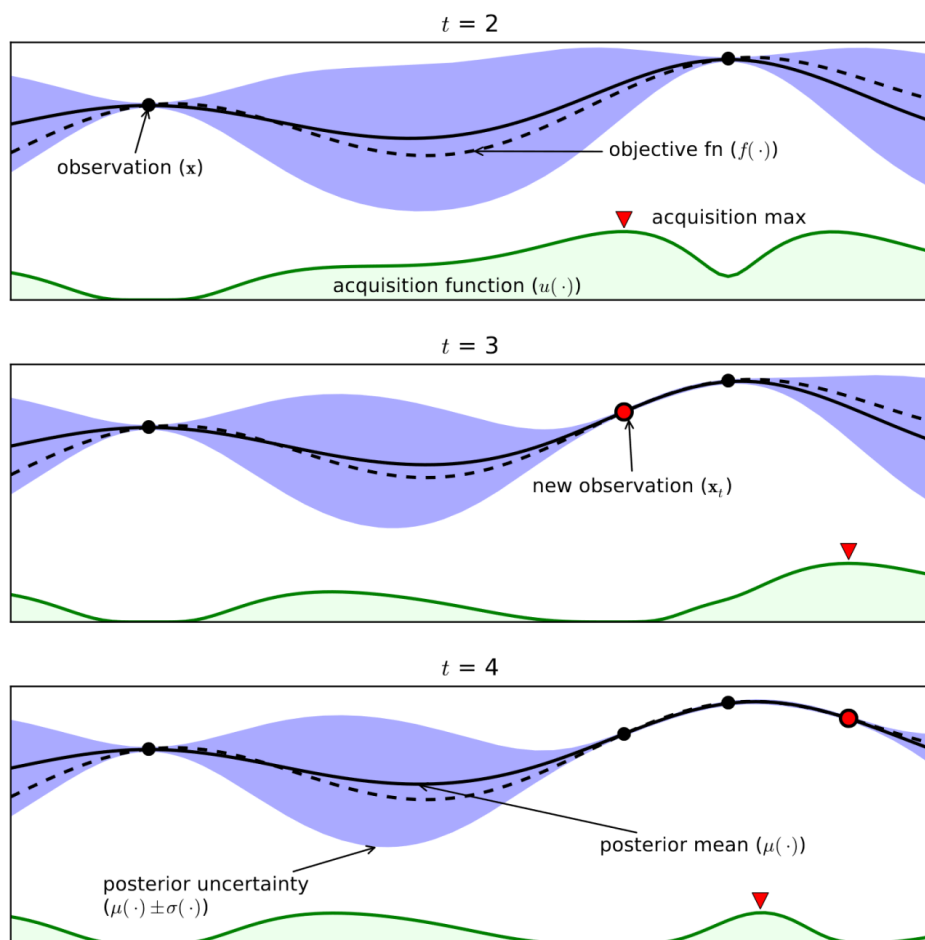 t = 2
observation (x)
objective fn (f(·))
acquisition max
acquisition function (u(·))
t = 3
new observation (xₜ)
t = 4
posterior mean (μ(·))
posterior uncertainty
(μ(·)±σ(·))